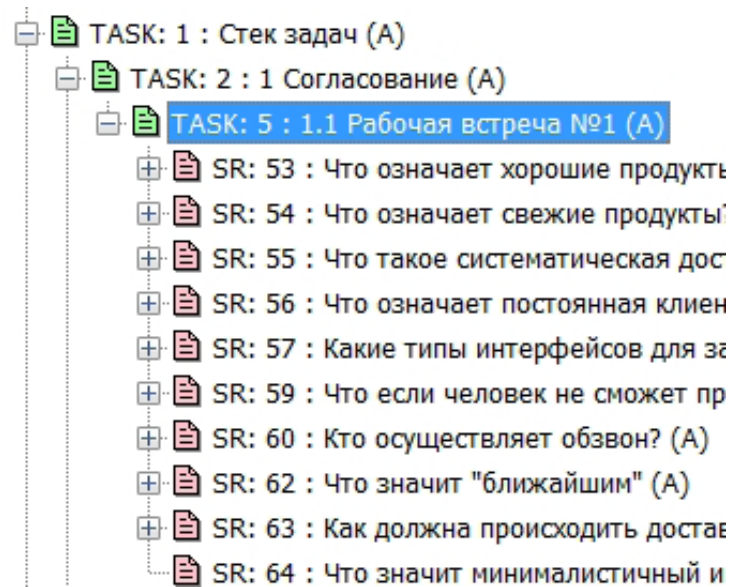 TASK: 1 : Стек задач (A)
TASK: 2 : 1 Согласование (A)
TASK: 5 : 1.1 Рабочая встреча №1 (A)
SR: 53 : Что означает хорошие продукты
SR: 54 : Что означает свежие продукты?
SR: 55 : Что такое систематическая дос
SR: 56 : Что означает постоянная клиен
SR: 57 : Какие типы интерфейсов для за
SR: 59 : Что если человек не сможет пр
SR: 60 : Кто осуществляет обзвон? (A)
SR: 62 : Что значит "ближайшим" (A)
SR: 63 : Как должна происходить достав
SR: 64 : Что значит минималистичный и